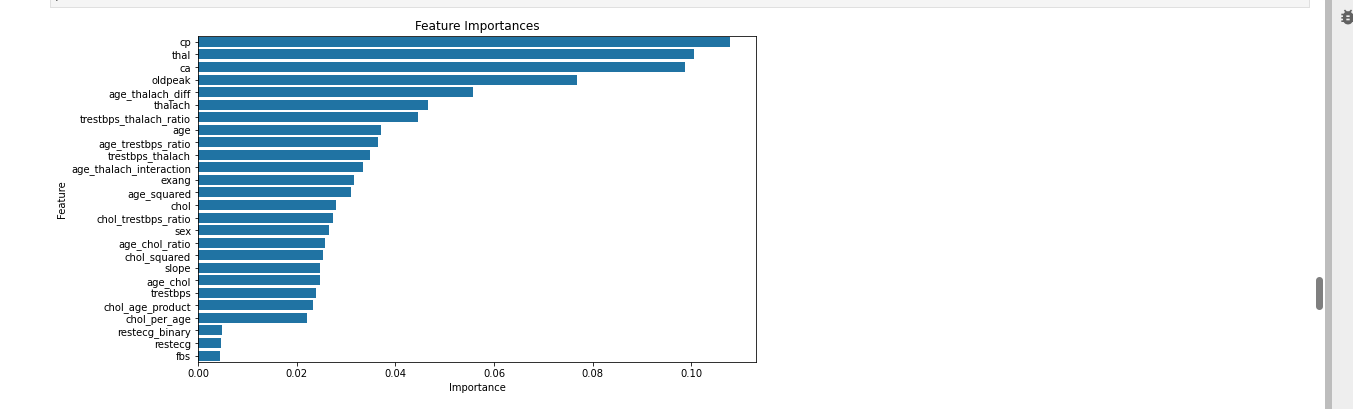 Feature Importances
cp
thal
ca
oldpeak
age_thalach_diff
thalach
trestbps_thalach_ratio
age
age_trestbps_ratio
trestbps_thalach
age_thalach_interaction
exang
age_squared
chol
chol_trestbps_ratio
sex
age_chol_ratio
chol_squared
slope
age_chol
trestbps
chol_age_product
chol_per_age
restecg_binary
restecg
fbs
Feature
0.00 0.02 0.04 0.06 0.08 0.10
Importance